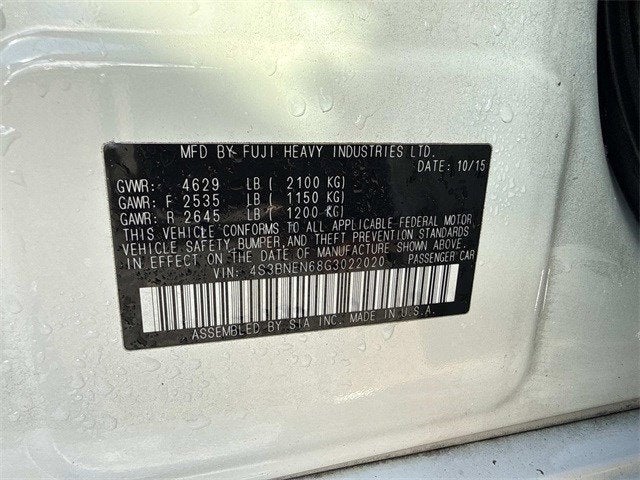 MFD BY FUJI HEAVY INDUSTRIES LTD.
DATE: 10/15
GVWR: 4629 LB ( 2100 KG)
GAWR: F 2535 LB ( 1150 KG)
GAWR: R 2645 LB ( 1200 KG)
THIS VEHICLE CONFORMS TO ALL APPLICABLE FEDERAL MOTOR
VEHICLE SAFETY, BUMPER, AND THEFT PREVENTION STANDARDS
IN EFFECT ON THE DATE OF MANUFACTURE SHOWN ABOVE.
VIN: 4S3BNEN68G3022020 PASSENGER CAR
ASSEMBLED BY SIA INC. MADE IN U.S.A.